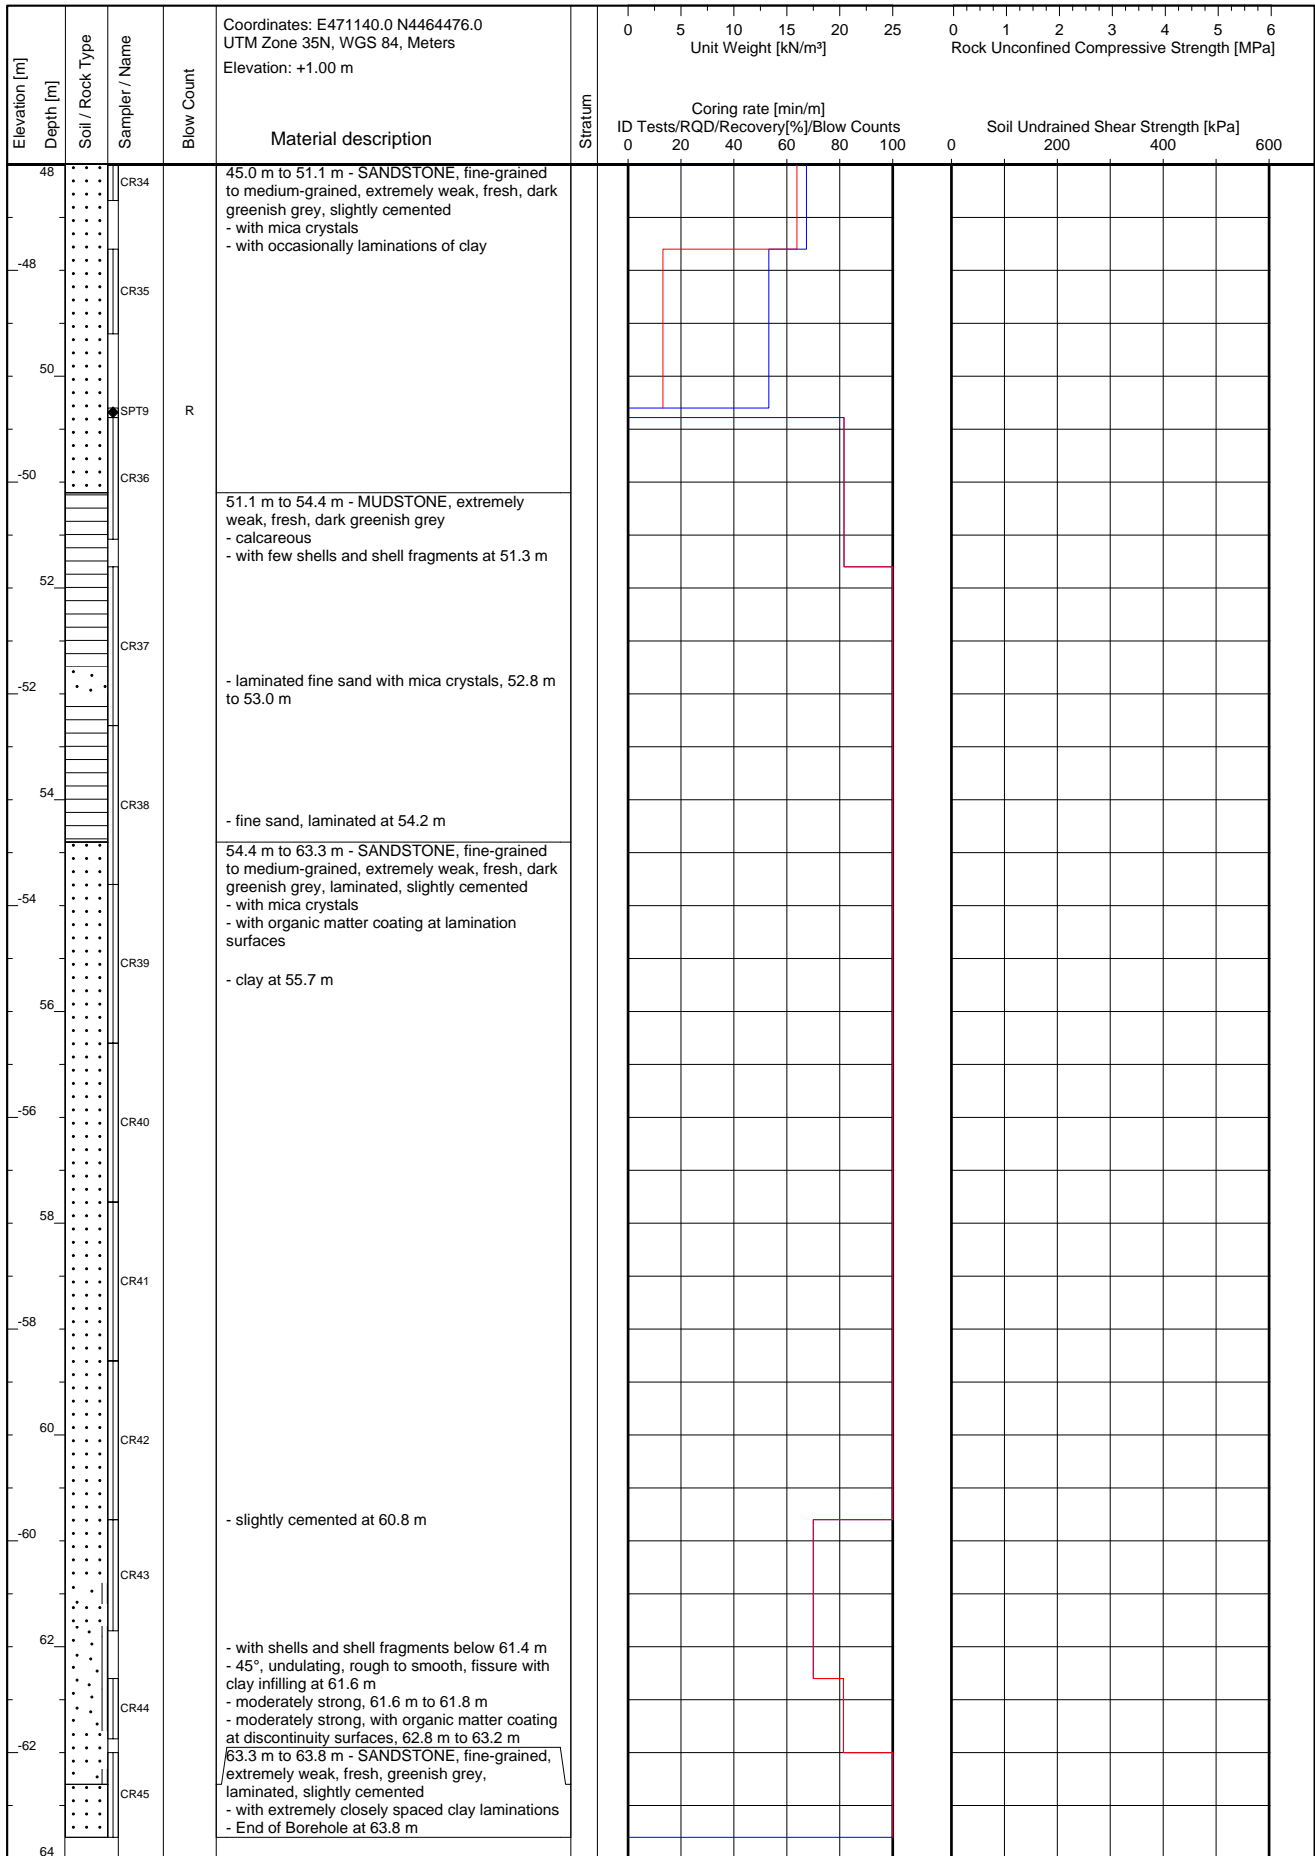 Elevation [m]
Depth [m]
Soil / Rock Type
Sampler / Name
Blow Count
Coordinates: E471140.0 N4464476.0
UTM Zone 35N, WGS 84, Meters
Elevation: +1.00 m
Material description
Stratum
0 5 10 15 20 25
Unit Weight [kN/m³]
Coring rate [min/m]
ID Tests/RQD/Recovery[%]/Blow Counts
0 20 40 60 80 100
0 1 2 3 4 5 6
Rock Unconfined Compressive Strength [MPa]
Soil Undrained Shear Strength [kPa]
0 200 400 600
48
CR34
45.0 m to 51.1 m - SANDSTONE, fine-grained
to medium-grained, extremely weak, fresh, dark
greenish grey, slightly cemented
- with mica crystals
- with occasionally laminations of clay
-48
CR35
50
SPT9 R
-50
CR36
51.1 m to 54.4 m - MUDSTONE, extremely
weak, fresh, dark greenish grey
- calcareous
- with few shells and shell fragments at 51.3 m
52
CR37
- laminated fine sand with mica crystals, 52.8 m
to 53.0 m
-52
54
CR38
- fine sand, laminated at 54.2 m
54.4 m to 63.3 m - SANDSTONE, fine-grained
to medium-grained, extremely weak, fresh, dark
greenish grey, laminated, slightly cemented
- with mica crystals
- with organic matter coating at lamination
surfaces
-54
CR39
- clay at 55.7 m
56
-56
CR40
58
CR41
-58
60
CR42
- slightly cemented at 60.8 m
-60
CR43
62
- with shells and shell fragments below 61.4 m
- 45°, undulating, rough to smooth, fissure with
clay infilling at 61.6 m
- moderately strong, 61.6 m to 61.8 m
CR44
- moderately strong, with organic matter coating
at discontinuity surfaces, 62.8 m to 63.2 m
-62
63.3 m to 63.8 m - SANDSTONE, fine-grained,
extremely weak, fresh, greenish grey,
laminated, slightly cemented
CR45
- with extremely closely spaced clay laminations
- End of Borehole at 63.8 m
64